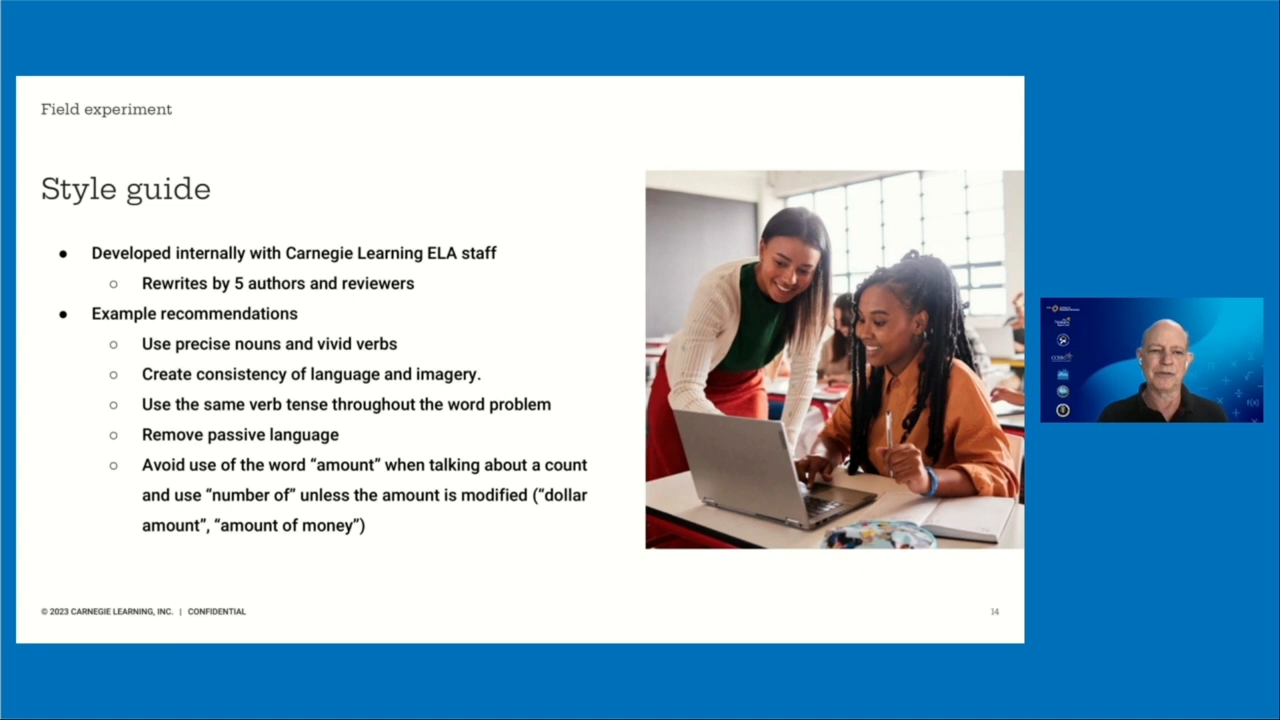 Field experiment
Style guide
● Developed internally with Carnegie Learning ELA staff
○ Rewrites by 5 authors and reviewers
● Example recommendations
○ Use precise nouns and vivid verbs
○ Create consistency of language and imagery.
○ Use the same verb tense throughout the word problem
○ Remove passive language
○ Avoid use of the word “amount” when talking about a count
and use “number of” unless the amount is modified (“dollar
amount”, “amount of money”)
© 2023 CARNEGIE LEARNING, INC. | CONFIDENTIAL
14
f(x)